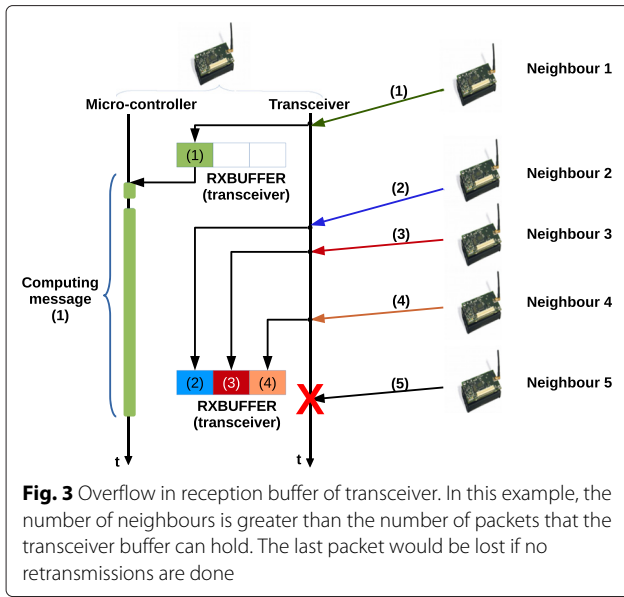 Micro-controller
Transceiver
Neighbour 1
(1)
(1)
RXBUFFER
(transceiver)
Neighbour 2
(2)
Neighbour 3
(3)
Computing
message
(1)
Neighbour 4
(4)
(2) (3) (4)
RXBUFFER
(transceiver)
X
Neighbour 5
(5)
t
t
Fig. 3 Overflow in reception buffer of transceiver. In this example, the
number of neighbours is greater than the number of packets that the
transceiver buffer can hold. The last packet would be lost if no
retransmissions are done